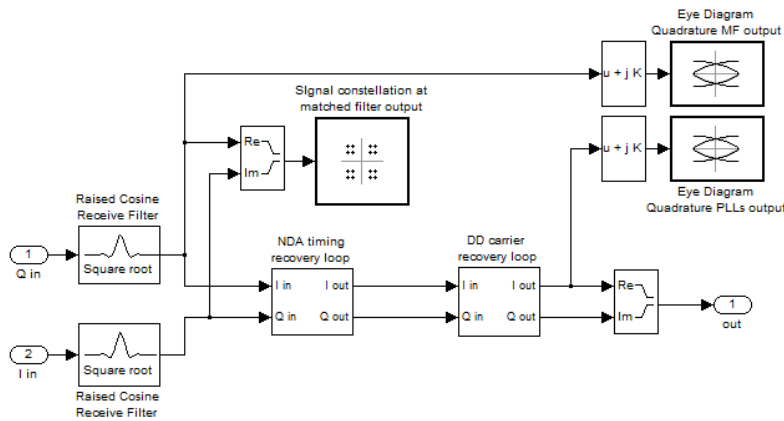 Eye Diagram
Quadrature MF output
u + j K
SIgnal constellation at
matched filter output
Re
Im
u + j K
Eye Diagram
Quadrature PLLs output
Raised Cosine
Receive Filter
1
Q in
Square root
NDA timing
recovery loop
I in
I out
Q in
Q out
DD carrier
recovery loop
I in
I out
Q in
Q out
Re
Im
1
out
2
I in
Square root
Raised Cosine
Receive Filter